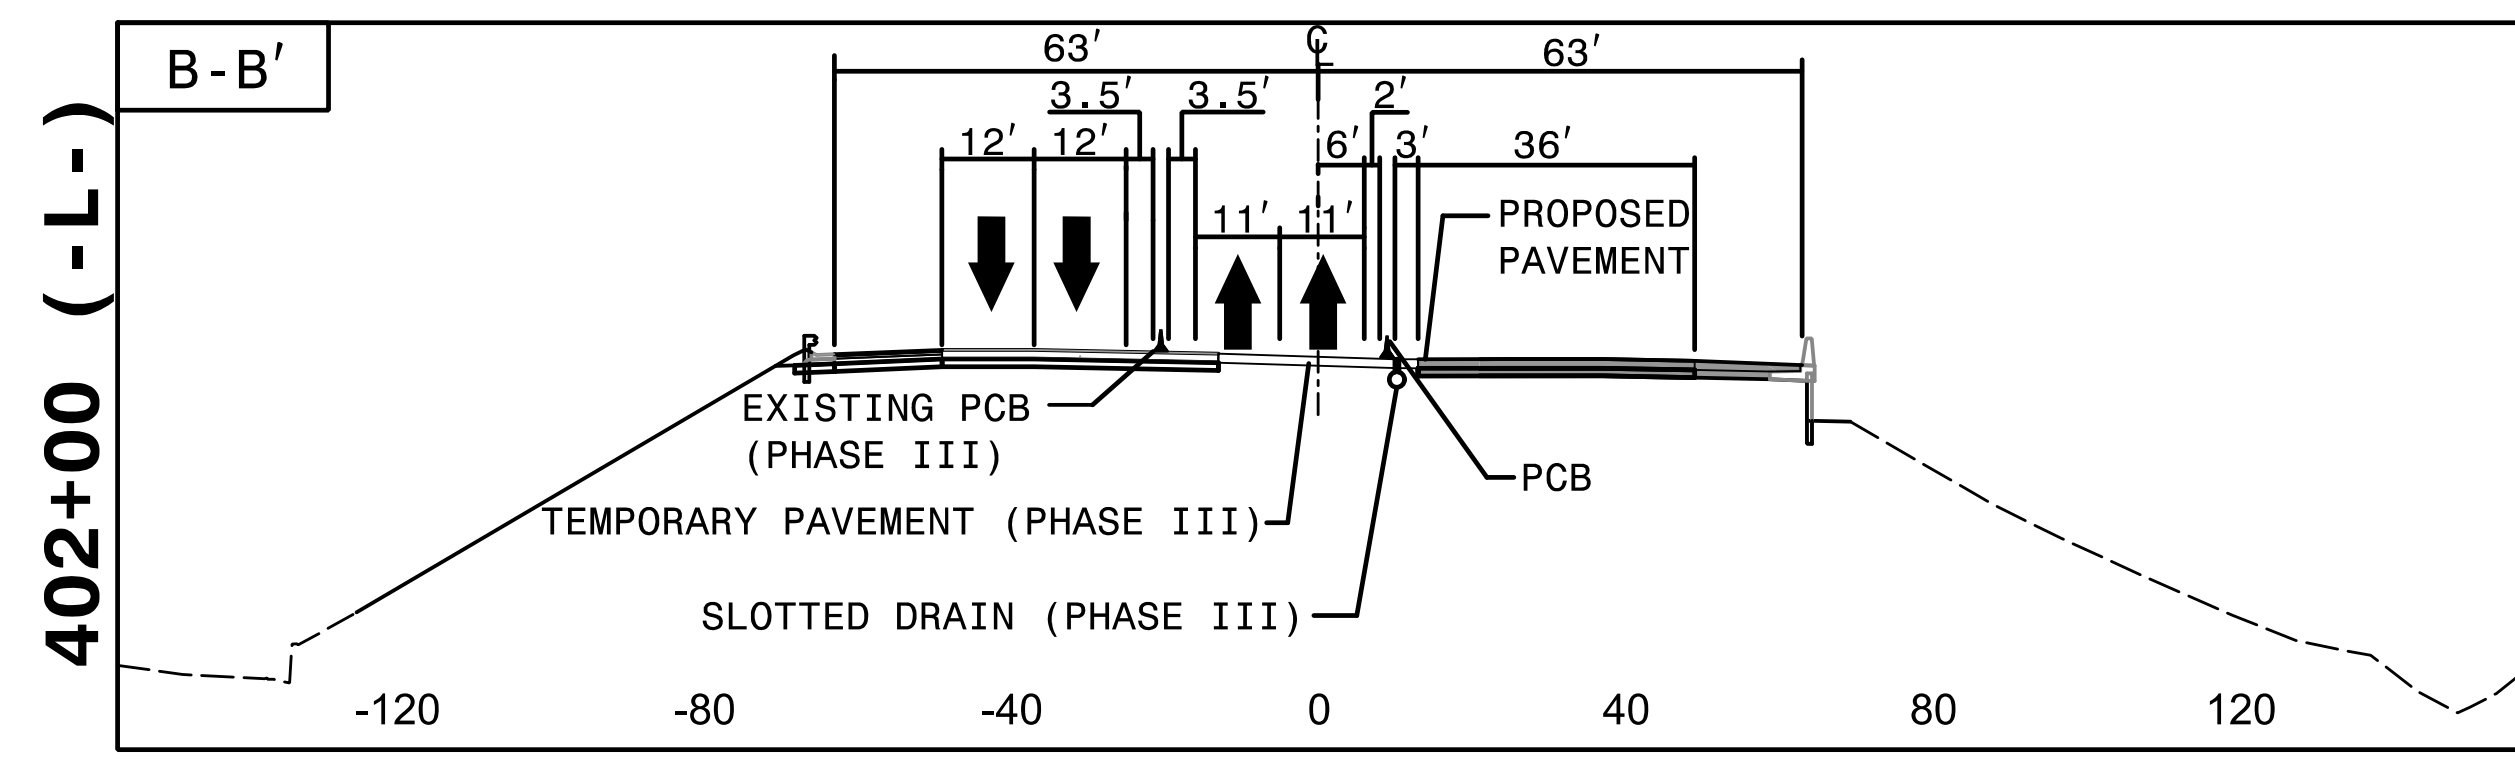 B-B'
402+00 (-L-)
63'
CL
63'
3.5'
3.5'
2'
12'
12'
6'
3'
36'
11'
11'
PROPOSED
PAVEMENT
EXISTING PCB
(PHASE III)
PCB
TEMPORARY PAVEMENT (PHASE III)
SLOTTED DRAIN (PHASE III)
-120
-80
-40
0
40
80
120